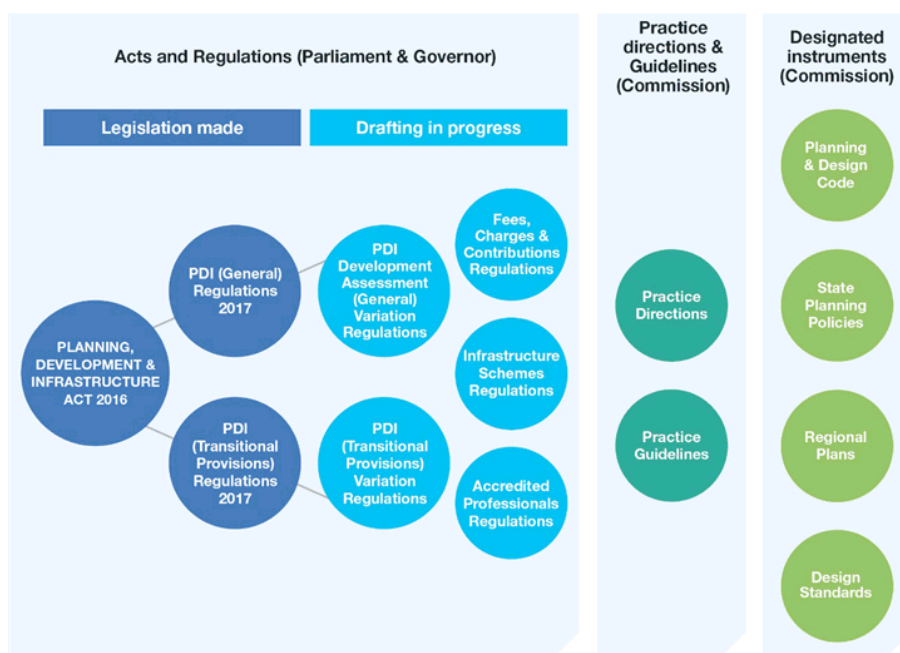 Acts and Regulations (Parliament & Governor)
Legislation made
Drafting in progress
PLANNING,
DEVELOPMENT &
INFRASTRUCTURE
ACT 2016
PDI (General)
Regulations
2017
PDI
(Transitional
Provisions)
Regulations
2017
PDI
Development
Assessment
(General)
Variation
Regulations
PDI
(Transitional
Provisions)
Variation
Regulations
Fees,
Charges &
Contributions
Regulations
Infrastructure
Schemes
Regulations
Accredited
Professionals
Regulations
Practice
directions &
Guidelines
(Commission)
Practice
Directions
Practice
Guidelines
Designated
instruments
(Commission)
Planning
& Design
Code
State
Planning
Policies
Regional
Plans
Design
Standards